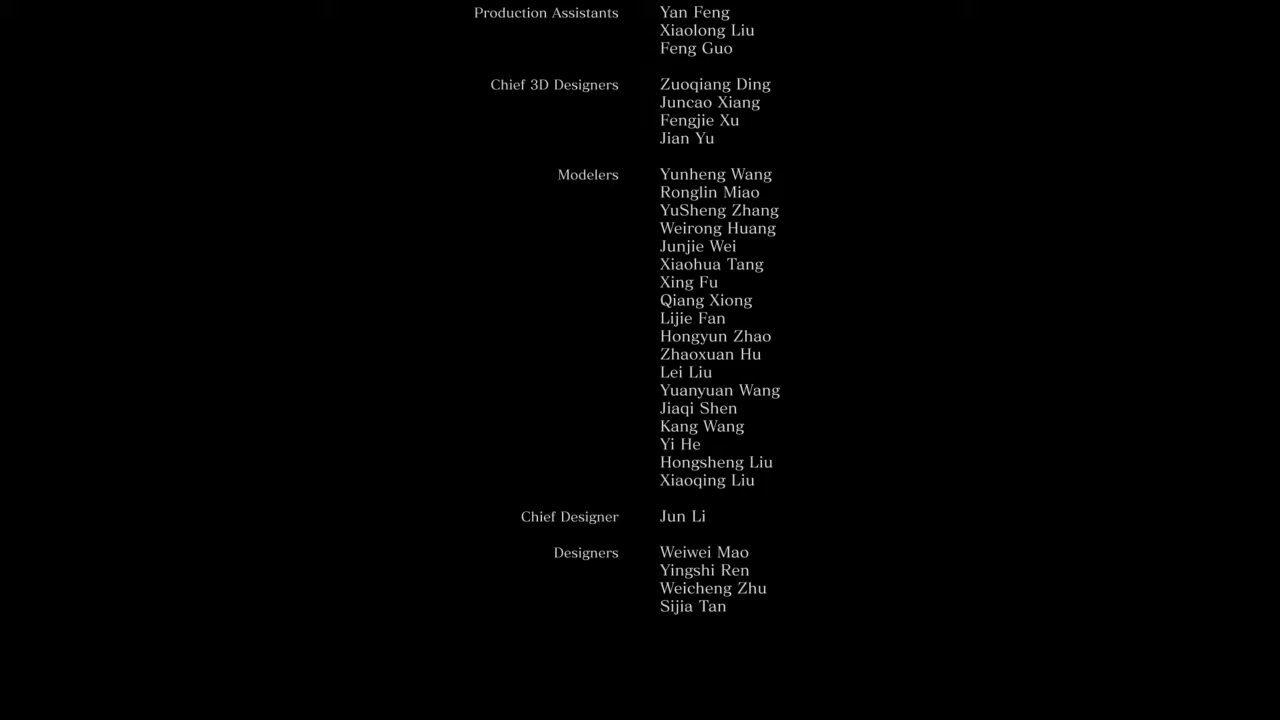 Production Assistants Yan Feng
Xiaolong Liu
Feng Guo
Chief 3D Designers Zuoqiang Ding
Juncao Xiang
Fengjie Xu
Jian Yu
Modelers Yunheng Wang
Ronglin Miao
YuSheng Zhang
Weirong Huang
Junjie Wei
Xiaohua Tang
Xing Fu
Qiang Xiong
Lijie Fan
Hongyun Zhao
Zhaoxuan Hu
Lei Liu
Yuanyuan Wang
Jiaqi Shen
Kang Wang
Yi He
Hongsheng Liu
Xiaoqing Liu
Chief Designer Jun Li
Designers Weiwei Mao
Yingshi Ren
Weicheng Zhu
Sijia Tan